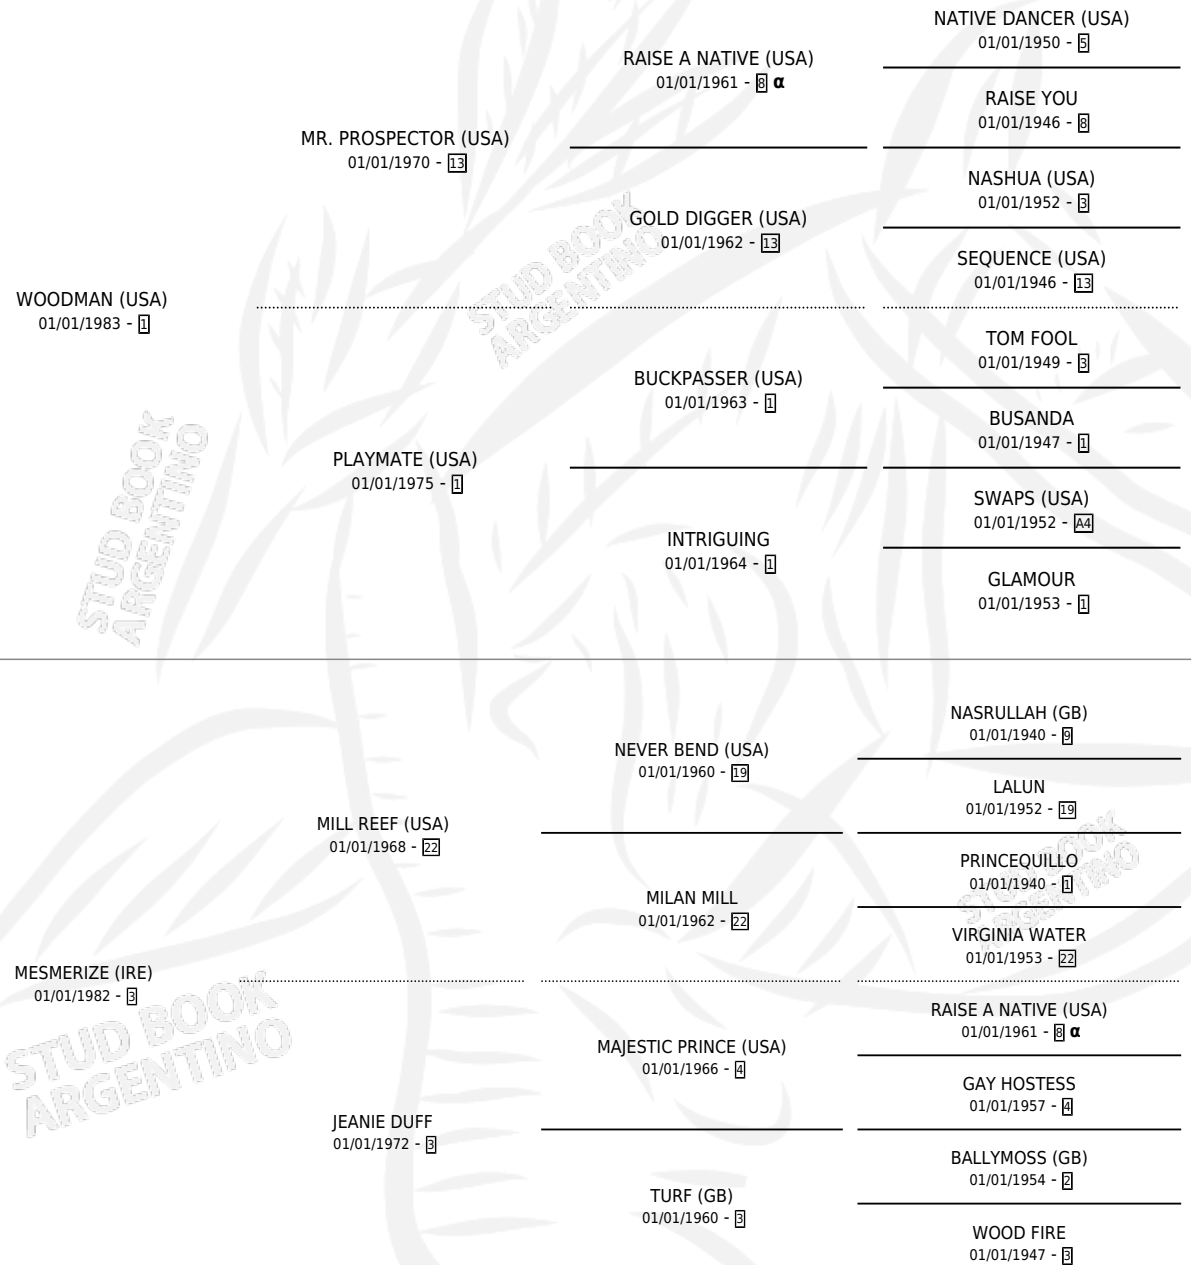 NATIVE DANCER (USA)
01/01/1950 - 5
RAISE A NATIVE (USA)
01/01/1961 - 8 α
RAISE YOU
01/01/1946 - 8
MR. PROSPECTOR (USA)
01/01/1970 - 13
NASHUA (USA)
01/01/1952 - 3
GOLD DIGGER (USA)
01/01/1962 - 13
SEQUENCE (USA)
01/01/1946 - 13
WOODMAN (USA)
01/01/1983 - 1
TOM FOOL
01/01/1949 - 3
BUCKPASSER (USA)
01/01/1963 - 1
BUSANDA
01/01/1947 - 1
PLAYMATE (USA)
01/01/1975 - 1
SWAPS (USA)
01/01/1952 - A4
INTRIGUING
01/01/1964 - 1
GLAMOUR
01/01/1953 - 1
NASRULLAH (GB)
01/01/1940 - 9
NEVER BEND (USA)
01/01/1960 - 19
LALUN
01/01/1952 - 19
MILL REEF (USA)
01/01/1968 - 22
PRINCEQUILLO
01/01/1940 - 1
MILAN MILL
01/01/1962 - 22
VIRGINIA WATER
01/01/1953 - 22
MESMERIZE (IRE)
01/01/1982 - 3
RAISE A NATIVE (USA)
01/01/1961 - 8 α
MAJESTIC PRINCE (USA)
01/01/1966 - 4
GAY HOSTESS
01/01/1957 - 4
JEANIE DUFF
01/01/1972 - 3
BALLYMOSS (GB)
01/01/1954 - 2
TURF (GB)
01/01/1960 - 3
WOOD FIRE
01/01/1947 - 3
STUD BOOK
ARGENTINO
STUD BOOK
ARGENTINO
STUD BOOK
ARGENTINO
STUD BOOK
ARGENTINO